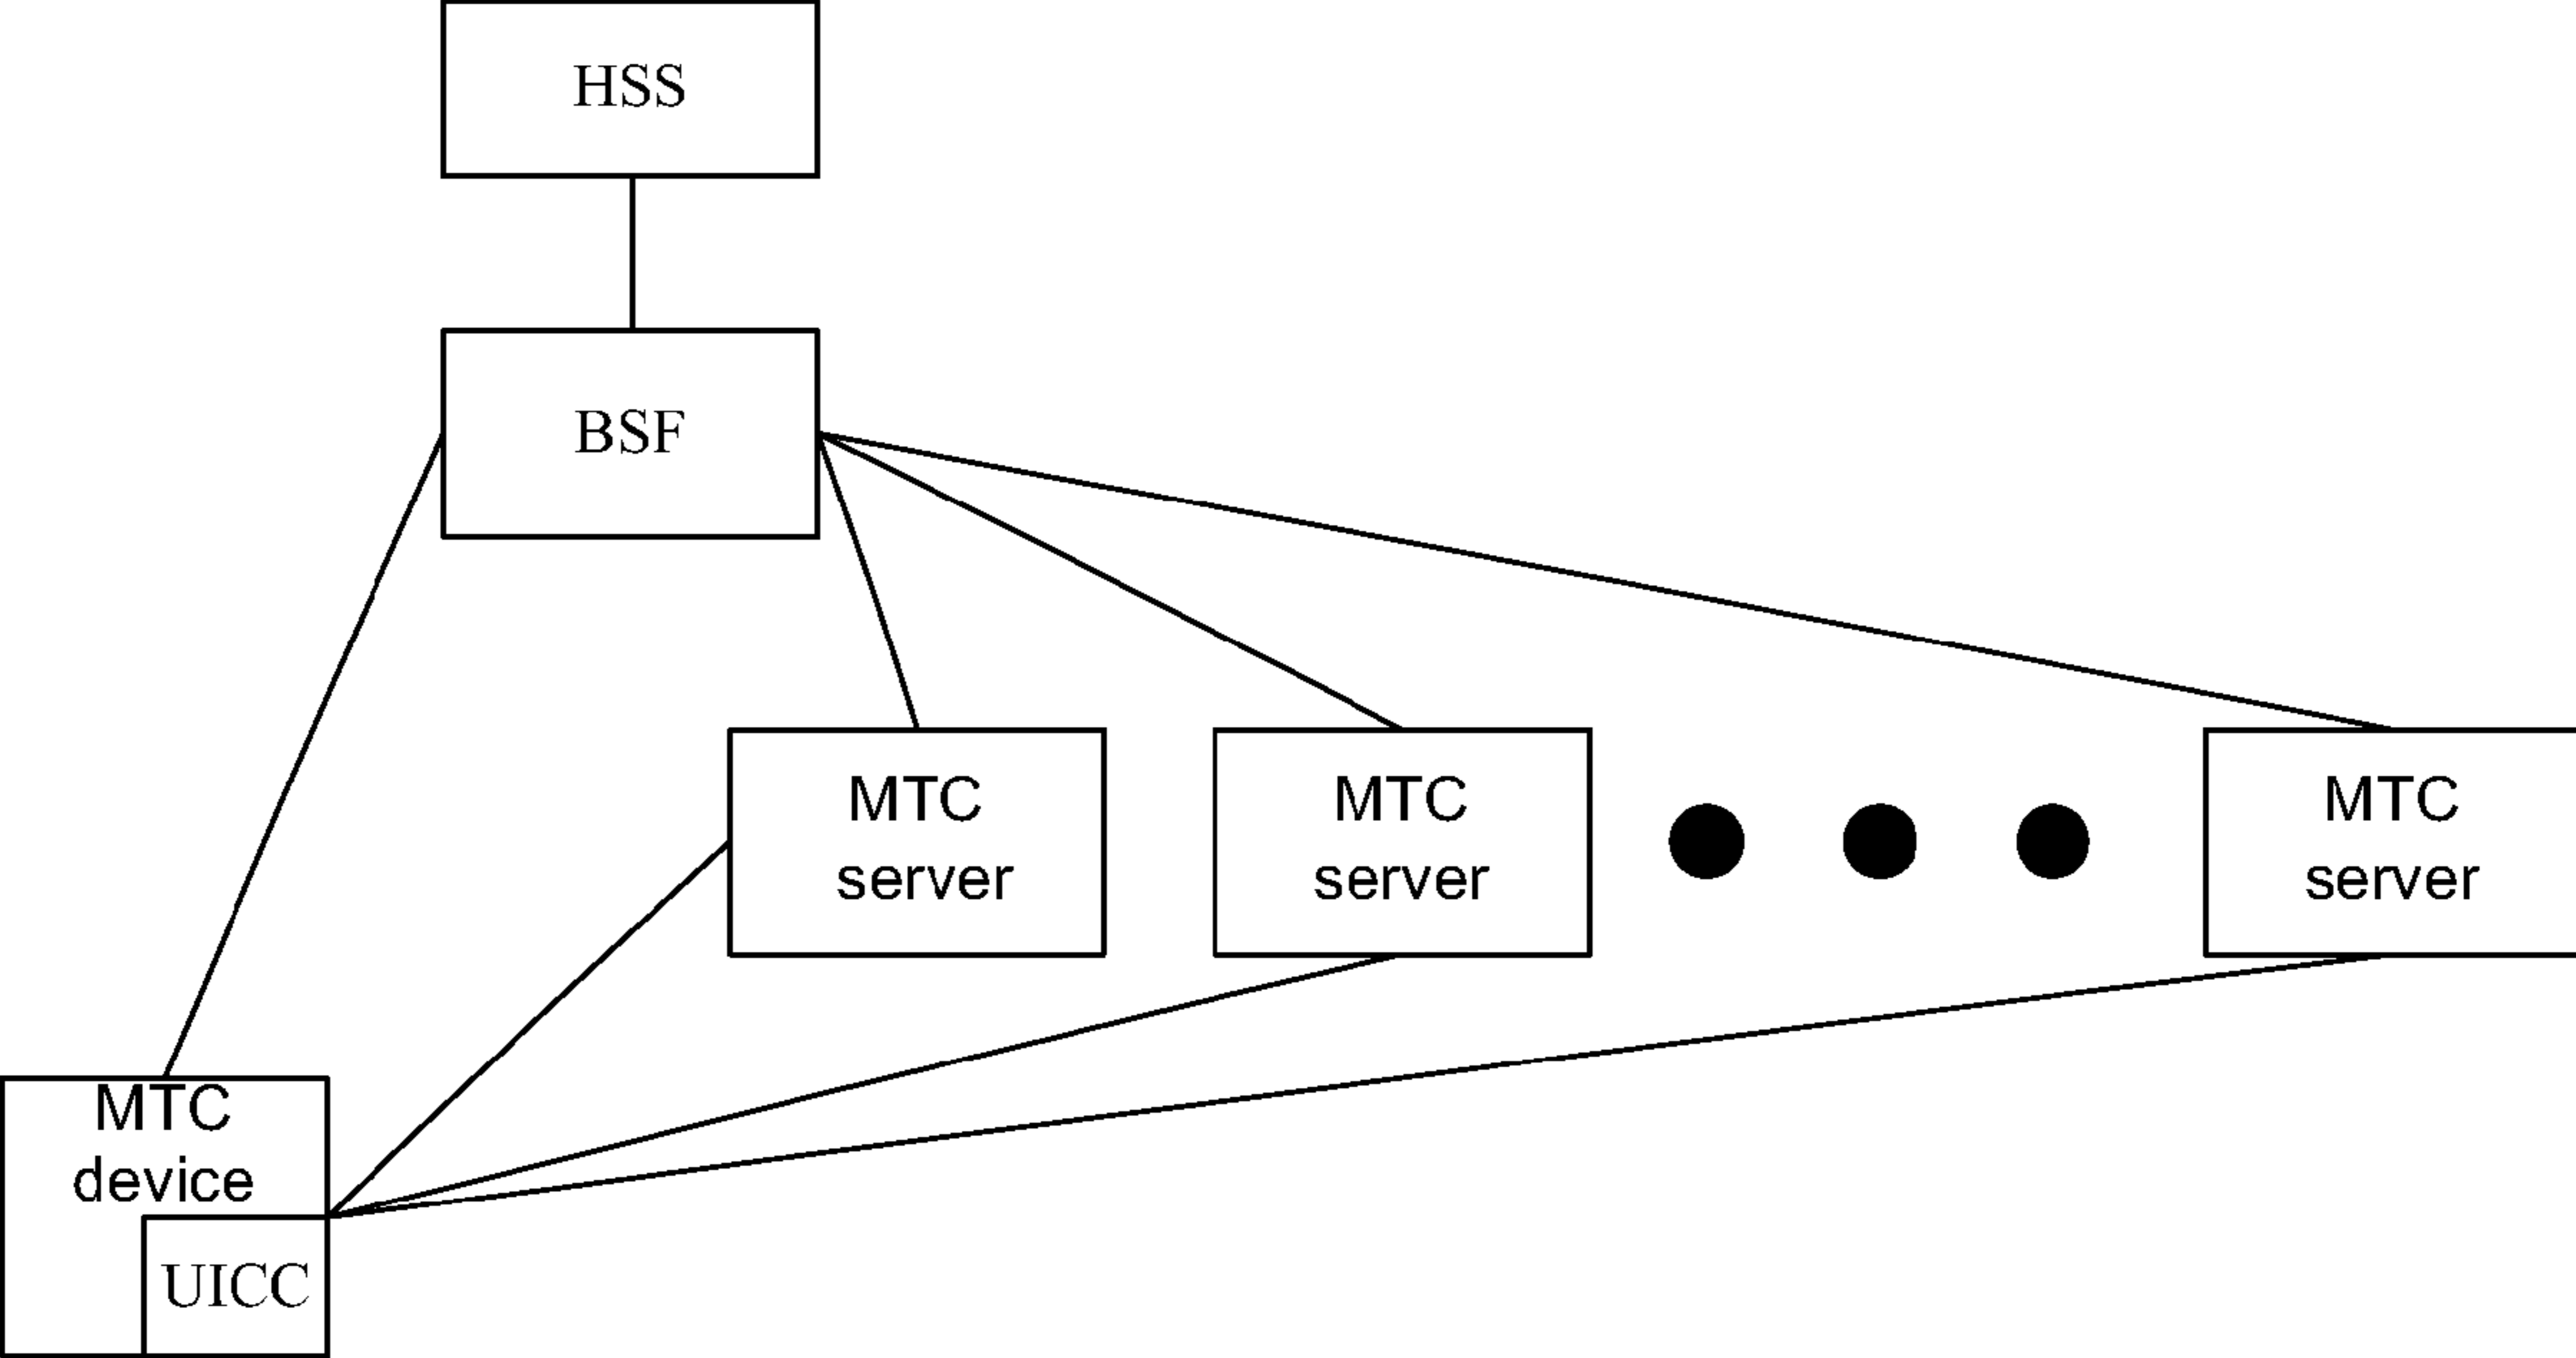 HSS
BSF
MTC
server
MTC
server
MTC
server
MTC
device
UICC